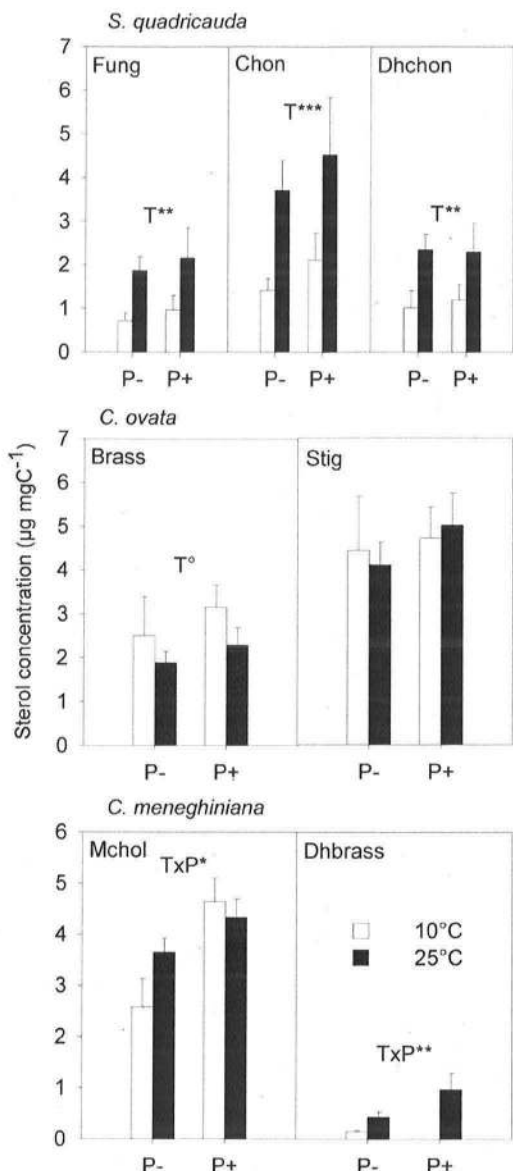 S. quadricauda
7
6
5
4
3
2
1
0
Fung
Chon
Dhchon
T**
T***
T**
P- P+ P- P+ P- P+
C. ovata
Sterol concentration (µg mgC⁻¹)
7
6
5
4
3
2
1
0
Brass
Stig
T°
P- P+ P- P+
C. meneghiniana
6
5
4
3
2
1
0
Mchol
Dhbrass
TxP*
10°C
25°C
TxP**
P- P+ P- P+